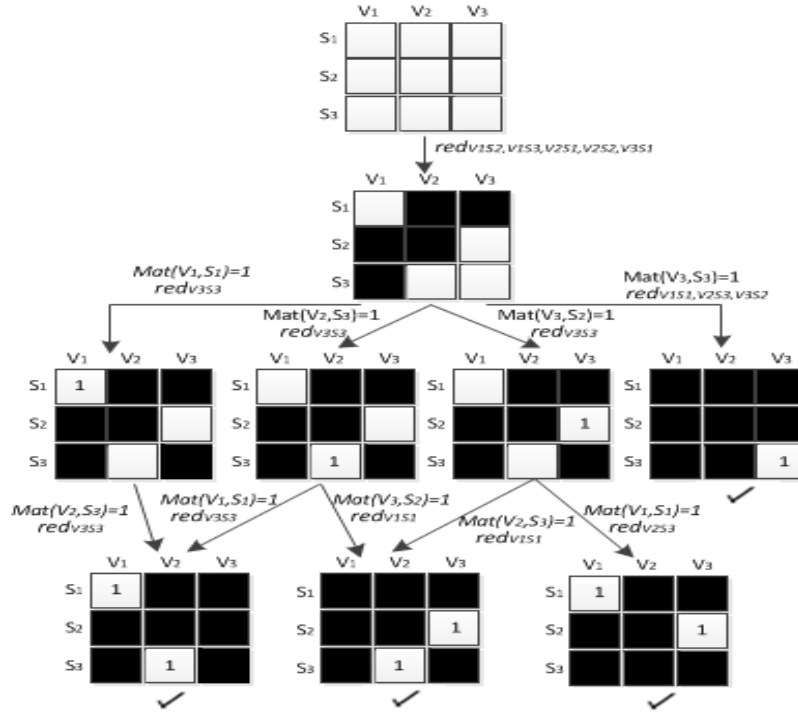 V1 V2 V3
S1
S2
S3
redV1S2,V1S3,V2S1,V2S2,V3S1
V1 V2 V3
S1
S2
S3
Mat(V1,S1)=1
redV3S3
Mat(V2,S3)=1
redV3S3
Mat(V3,S2)=1
redV3S3
Mat(V3,S3)=1
redV1S1,V2S3,V3S2
V1 V2 V3
S1 1
S2
S3
V1 V2 V3
S1
S2
S3 1
V1 V2 V3
S1
S2 1
S3
V1 V2 V3
S1
S2
S3 1
Mat(V2,S3)=1
redV3S3
Mat(V1,S1)=1
redV3S3
Mat(V3,S2)=1
redV1S1
Mat(V2,S3)=1
redV1S1
Mat(V1,S1)=1
redV2S3
V1 V2 V3
S1 1
S2
S3 1
V1 V2 V3
S1
S2 1
S3 1
V1 V2 V3
S1 1
S2 1
S3